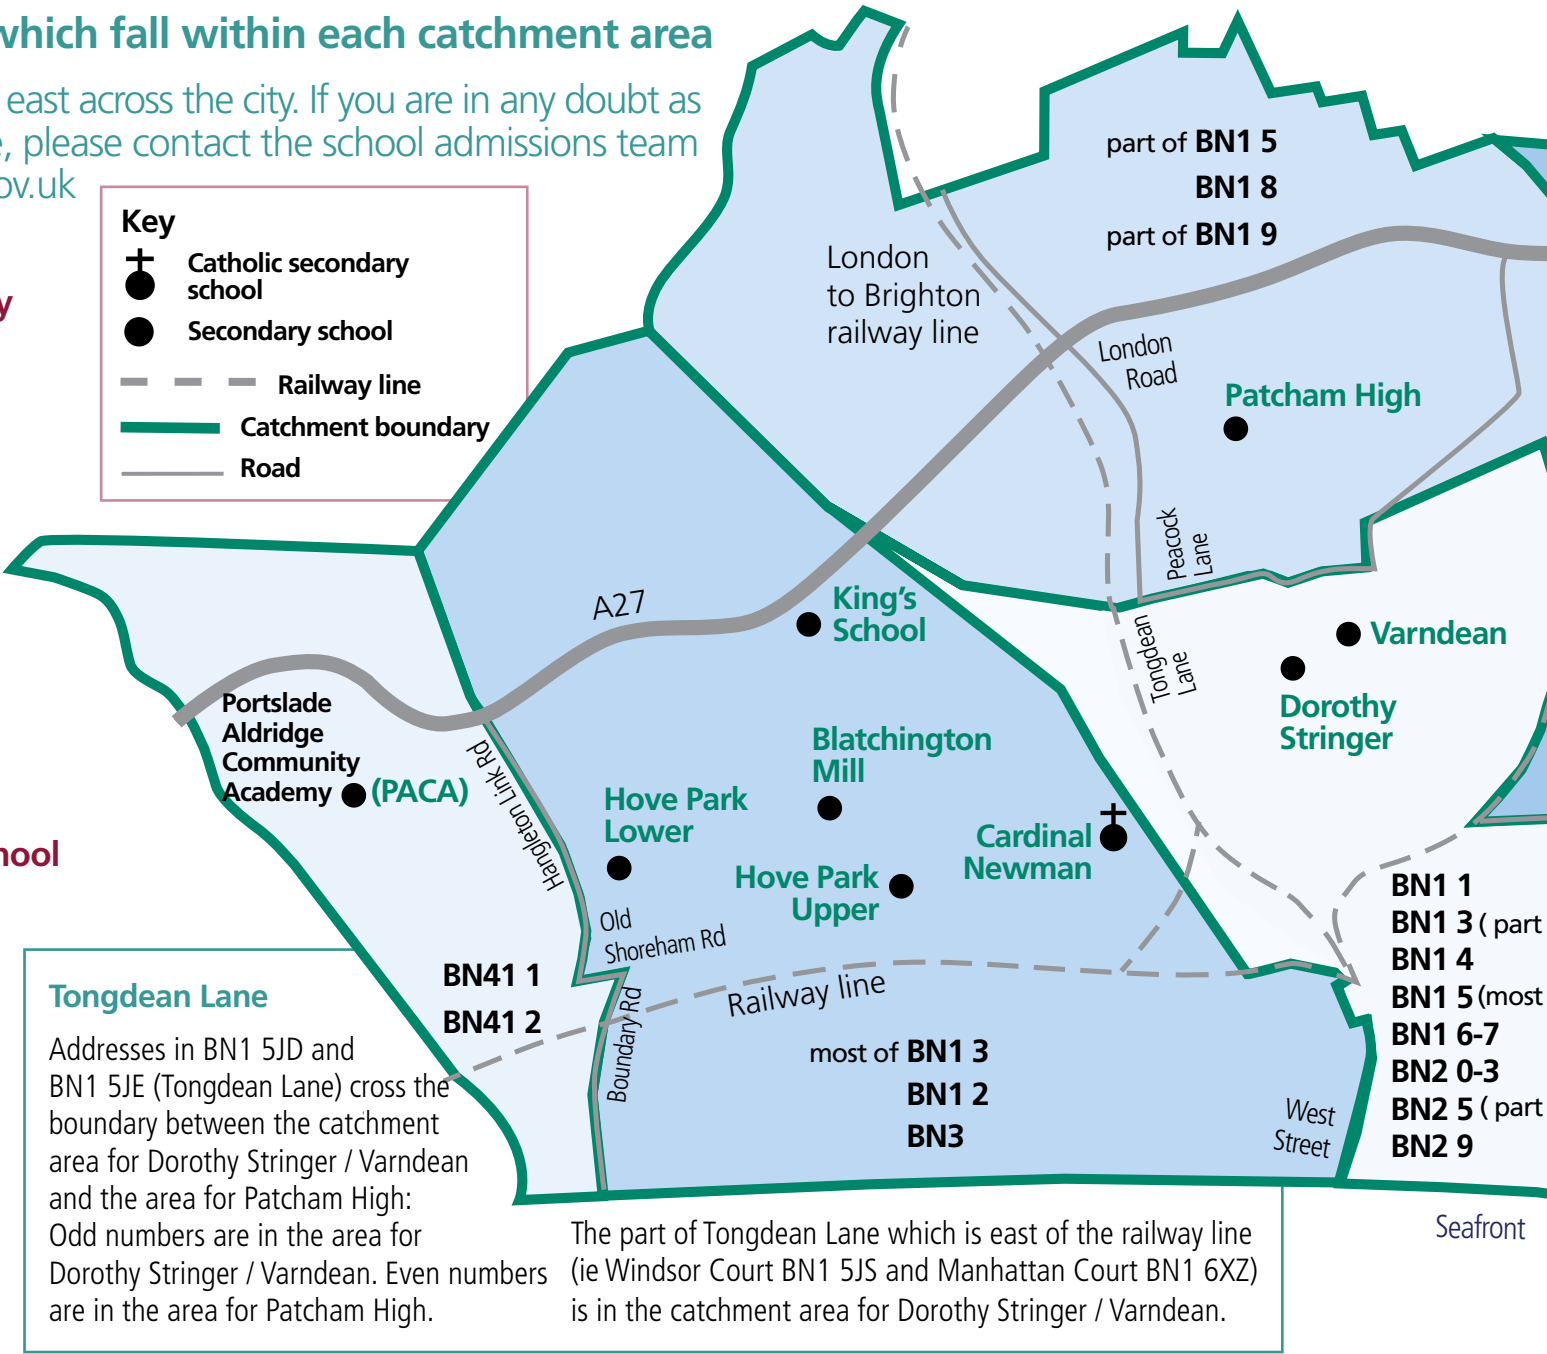 which fall within each catchment area
east across the city. If you are in any doubt as
, please contact the school admissions team
ov.uk
Key
Catholic secondary
school
Secondary school
Railway line
Catchment boundary
Road
y
hool
part of BN1 5
BN1 8
part of BN1 9
London
to Brighton
railway line
London
Road
Patcham High
Peacock
Lane
Tongdean
Lane
A27
King's
School
Varndean
Dorothy
Stringer
Portslade
Aldridge
Community
Academy (PACA)
Hangleton Link Rd
Blatchington
Mill
Hove Park
Lower
Cardinal
Newman
Hove Park
Upper
Old
Shoreham Rd
Railway line
Boundary Rd
BN41 1
BN41 2
most of BN1 3
BN1 2
BN3
West
Street
BN1 1
BN1 3 ( part
BN1 4
BN1 5 (most
BN1 6-7
BN2 0-3
BN2 5 ( part
BN2 9
Seafront
Tongdean Lane
Addresses in BN1 5JD and
BN1 5JE (Tongdean Lane) cross the
boundary between the catchment
area for Dorothy Stringer / Varndean
and the area for Patcham High:
Odd numbers are in the area for
Dorothy Stringer / Varndean. Even numbers
are in the area for Patcham High.
The part of Tongdean Lane which is east of the railway line
(ie Windsor Court BN1 5JS and Manhattan Court BN1 6XZ)
is in the catchment area for Dorothy Stringer / Varndean.